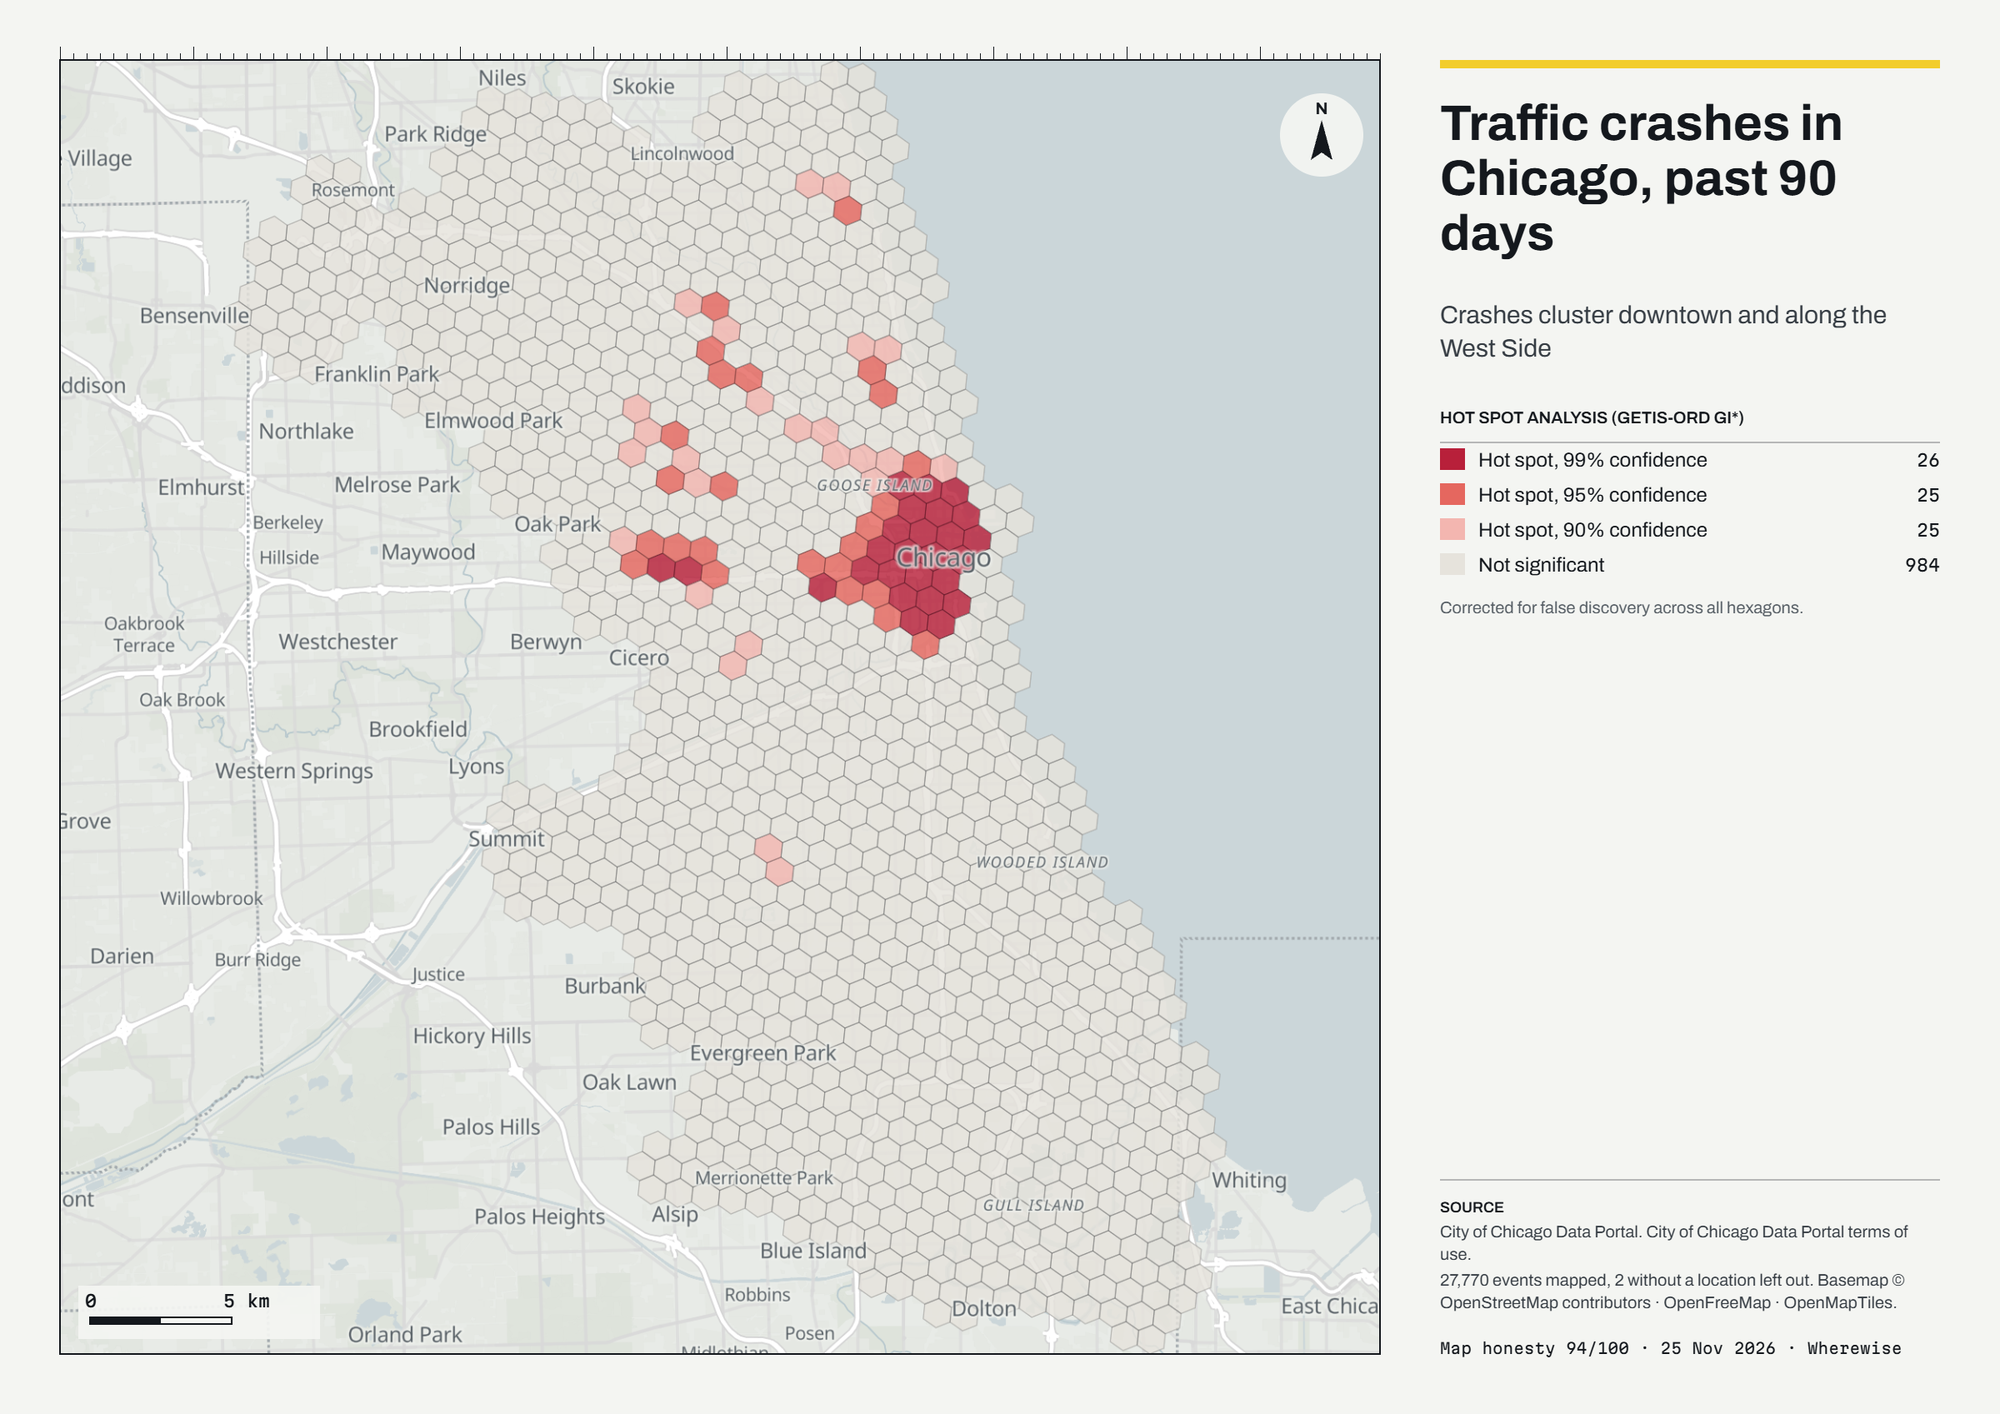 Niles
Skokie
N
Park Ridge
Village
Lincolnwood
Rosemont
Norridge
Bensenville
Franklin Park
ddison
Elmwood Park
Northlake
Elmhurst
Melrose Park
GOOSE ISLAND
Berkeley
Oak Park
Hillside
Maywood
Chicago
Oakbrook
Terrace
Westchester
Berwyn
Cicero
Oak Brook
Brookfield
Western Springs
Lyons
Grove
Summit
WOODED ISLAND
Willowbrook
Darien
Burr Ridge
Justice
Burbank
Hickory Hills
Evergreen Park
Oak Lawn
Palos Hills
Merrionette Park
Whiting
ont
GULL ISLAND
Palos Heights
Alsip
Blue Island
0 5 km
Robbins
Dolton
East Chica
Orland Park
Posen
Midlothian
Traffic crashes in
Chicago, past 90
days
Crashes cluster downtown and along the
West Side
HOT SPOT ANALYSIS (GETIS-ORD GI*)
Hot spot, 99% confidence 26
Hot spot, 95% confidence 25
Hot spot, 90% confidence 25
Not significant 984
Corrected for false discovery across all hexagons.
SOURCE
City of Chicago Data Portal. City of Chicago Data Portal terms of
use.
27,770 events mapped, 2 without a location left out. Basemap ©
OpenStreetMap contributors · OpenFreeMap · OpenMapTiles.
Map honesty 94/100 · 25 Nov 2026 · Wherewise